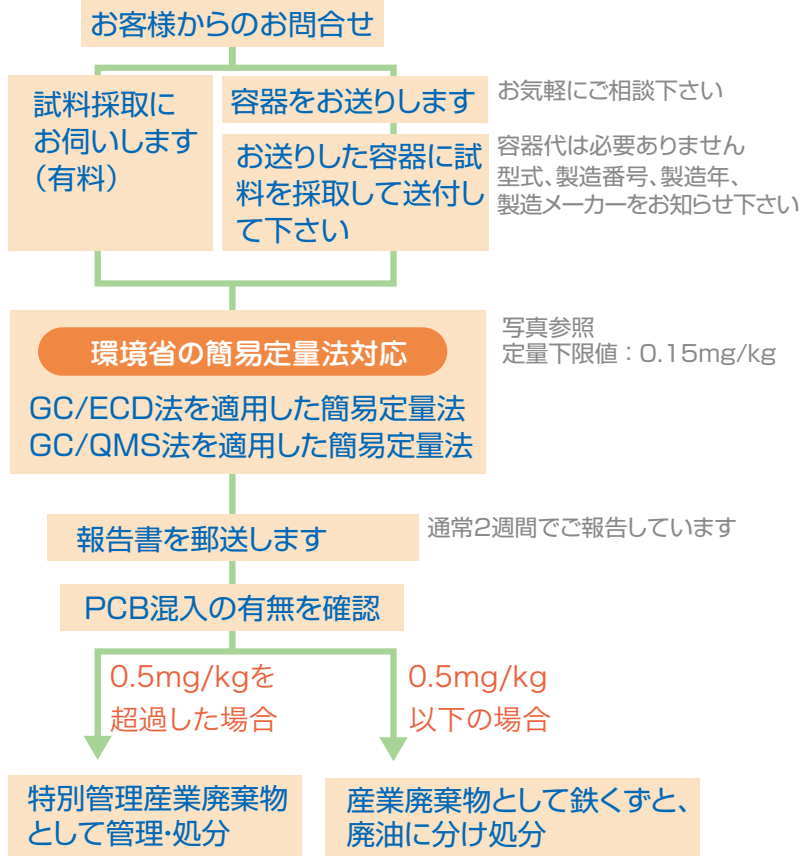 お客様からのお問合せ
試料採取に
お伺いします
（有料）
容器をお送りします
お気軽にご相談下さい
お送りした容器に試
料を採取して送付し
て下さい
容器代は必要ありません
型式、製造番号、製造年、
製造メーカーをお知らせ下さい
環境省の簡易定量法対応
GC/ECD法を適用した簡易定量法
GC/QMS法を適用した簡易定量法
写真参照
定量下限値：0.15mg/kg
報告書を郵送します
通常2週間でご報告しています
PCB混入の有無を確認
0.5mg/kgを
超過した場合
0.5mg/kg
以下の場合
特別管理産業廃棄物
として管理・処分
産業廃棄物として鉄くずと、
廃油に分け処分